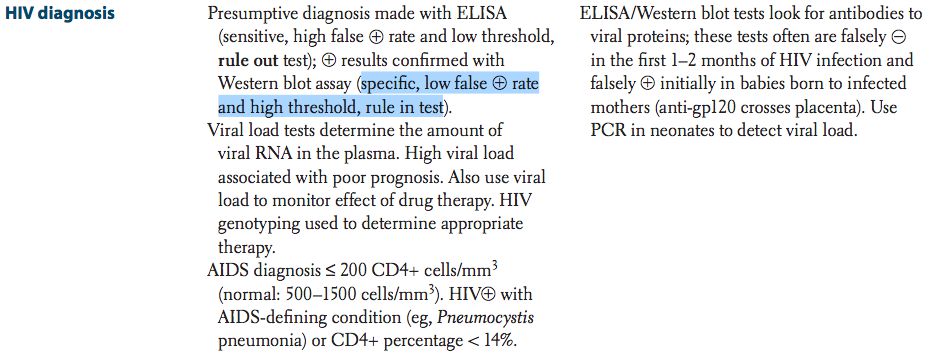 HIV diagnosis
Presumptive diagnosis made with ELISA
(sensitive, high false ⊕ rate and low threshold,
rule out test); ⊕ results confirmed with
Western blot assay (specific, low false ⊕ rate
and high threshold, rule in test).
Viral load tests determine the amount of
viral RNA in the plasma. High viral load
associated with poor prognosis. Also use viral
load to monitor effect of drug therapy. HIV
genotyping used to determine appropriate
therapy.
AIDS diagnosis ≤ 200 CD4+ cells/mm³
(normal: 500–1500 cells/mm³). HIV⊕ with
AIDS-defining condition (eg, Pneumocystis
pneumonia) or CD4+ percentage < 14%.
ELISA/Western blot tests look for antibodies to
viral proteins; these tests often are falsely ⊖
in the first 1–2 months of HIV infection and
falsely ⊕ initially in babies born to infected
mothers (anti-gp120 crosses placenta). Use
PCR in neonates to detect viral load.